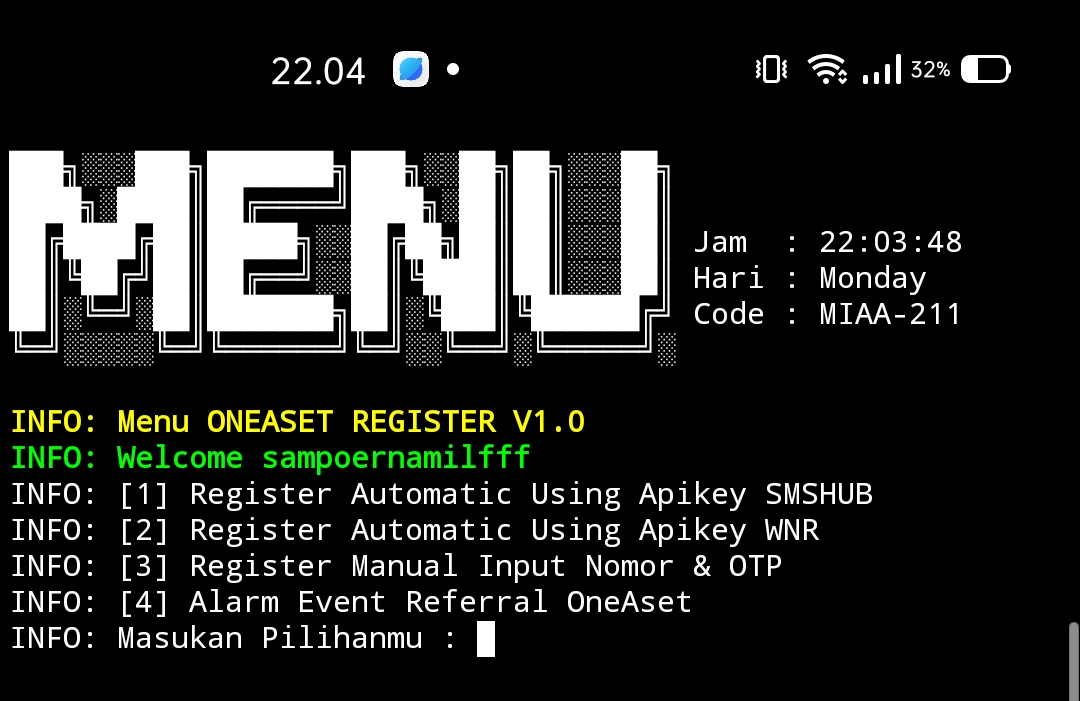 22.04 32%
MENU
Jam : 22:03:48
Hari : Monday
Code : MIAA-211
INFO: Menu ONEASET REGISTER V1.0
INFO: Welcome sampoernamilfff
INFO: [1] Register Automatic Using Apikey SMSHUB
INFO: [2] Register Automatic Using Apikey WNR
INFO: [3] Register Manual Input Nomor & OTP
INFO: [4] Alarm Event Referral OneAset
INFO: Masukan Pilihanmu :